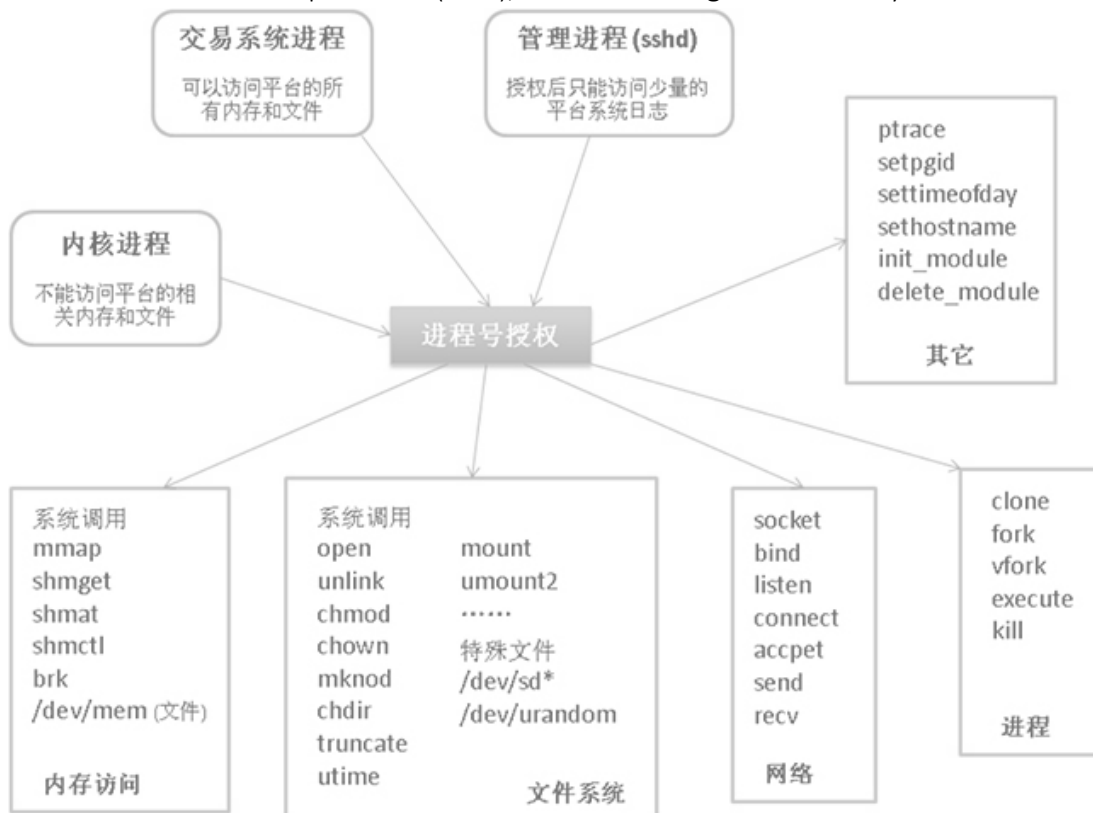 交易系统进程
可以访问平台的所
有内存和文件
管理进程(sshd)
授权后只能访问少量的
平台系统日志
内核进程
不能访问平台的相
关内存和文件
进程号授权
ptrace
setpgid
settimeofday
sethostname
init_module
delete_module
其它
系统调用
mmap
shmget
shmat
shmctl
brk
/dev/mem (文件)
内存访问
系统调用
open
unlink
chmod
chown
mknod
chdir
truncate
utime
mount
umount2
……
特殊文件
/dev/sd*
/dev/urandom
文件系统
socket
bind
listen
connect
accpet
send
recv
网络
clone
fork
vfork
execute
kill
进程